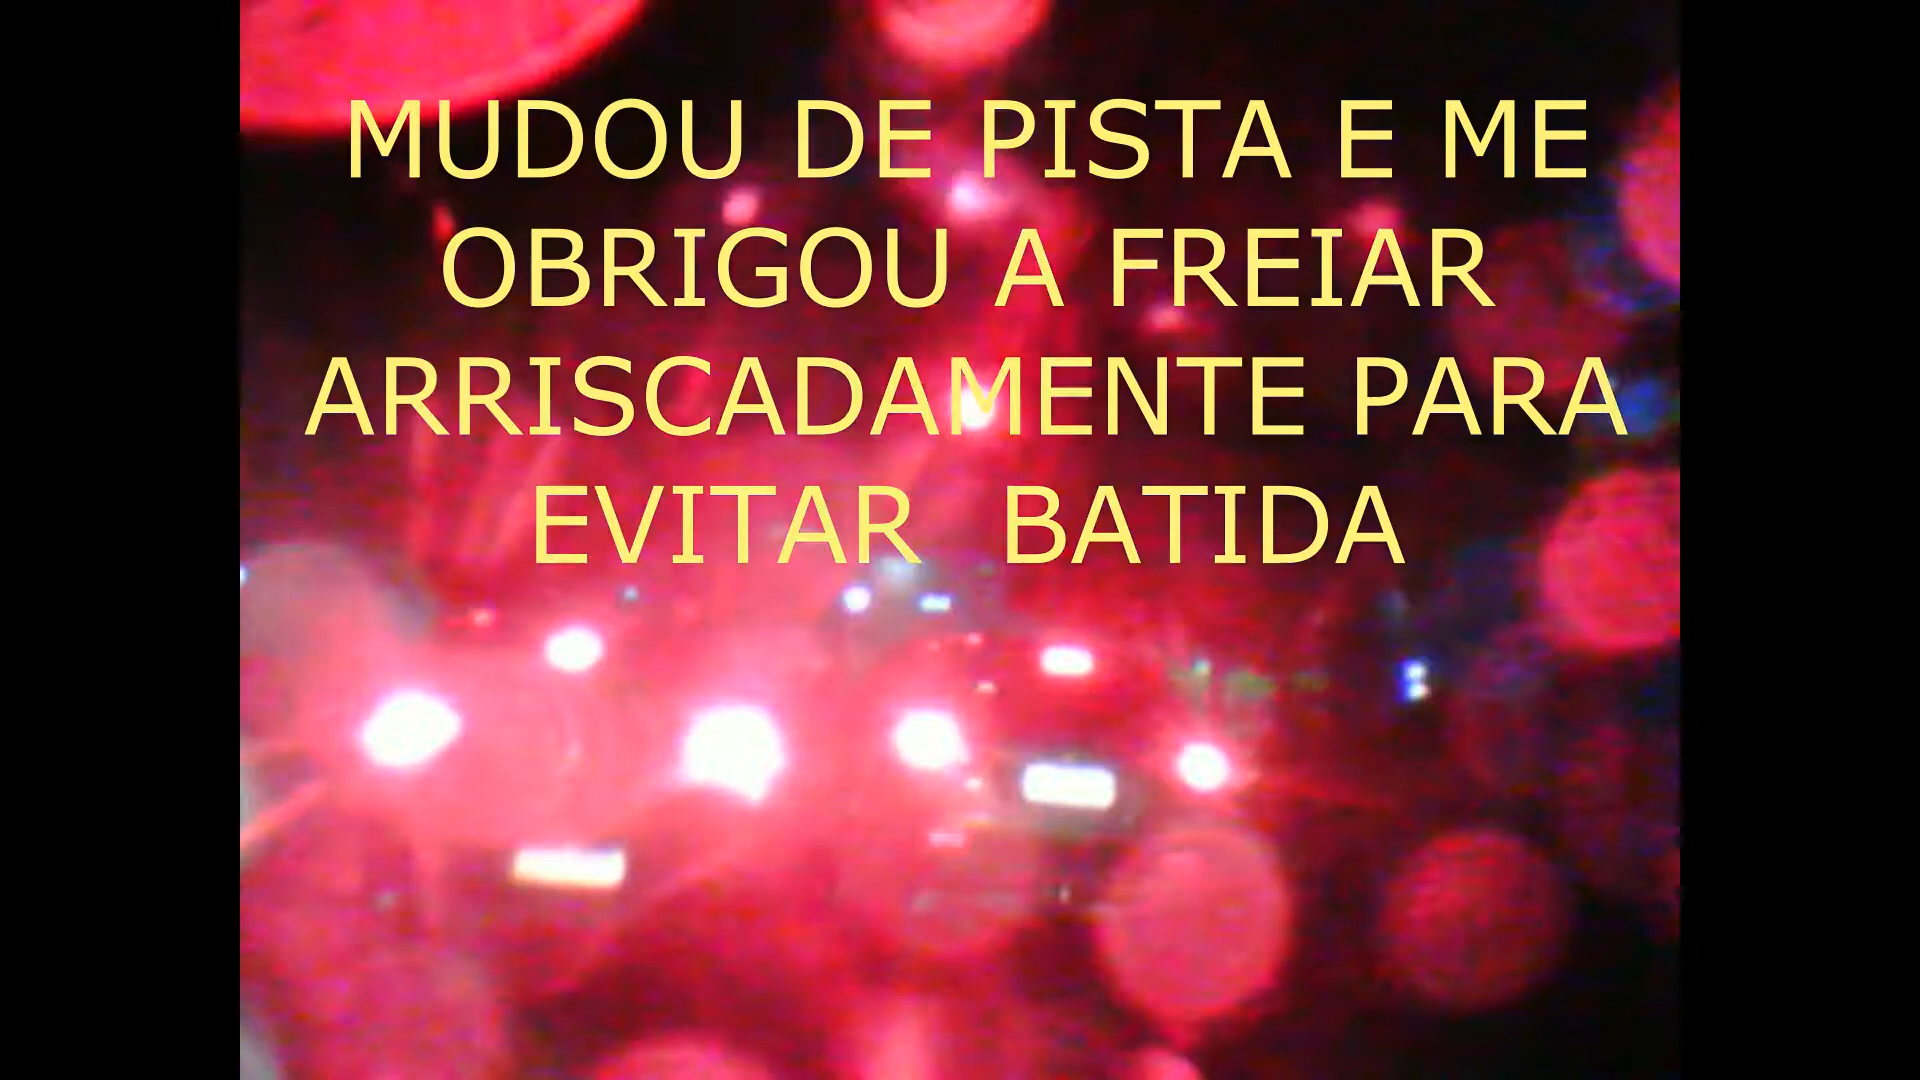 MUDOU DE PISTA E ME
OBRIGOU A FREIAR
ARRISCADAMENTE PARA
EVITAR  BATIDA